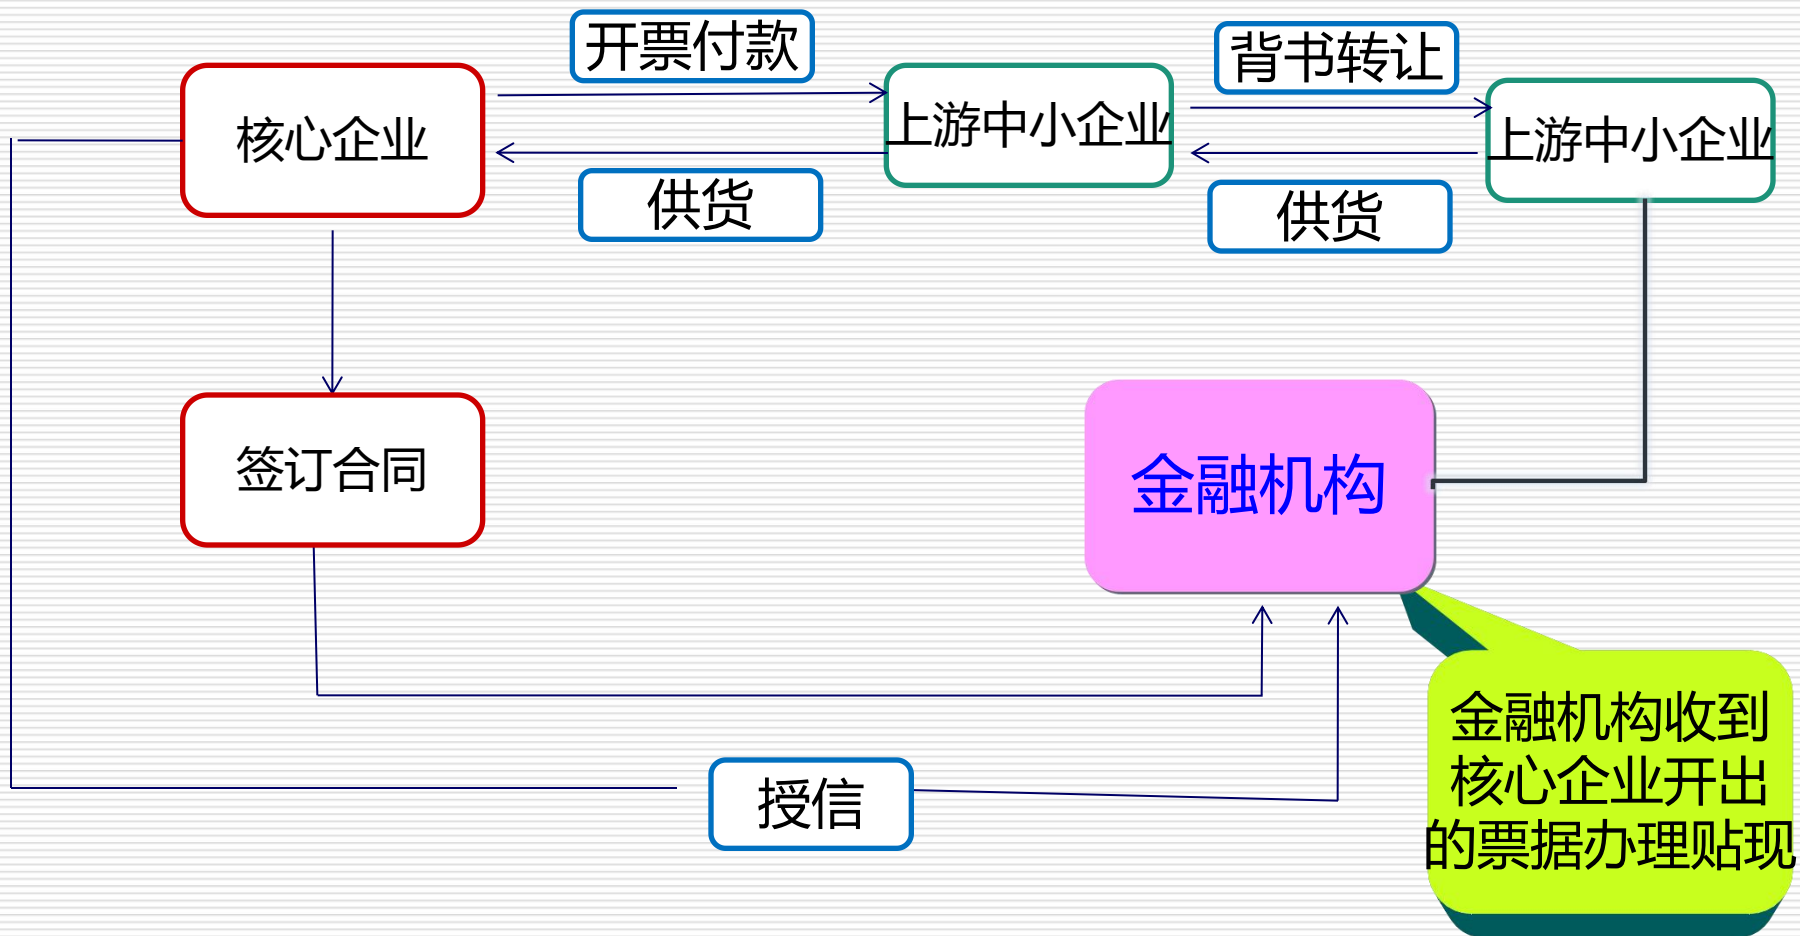 开票付款
背书转让
核心企业
上游中小企业
上游中小企业
供货
供货
签订合同
金融机构
授信
金融机构收到
核心企业开出
的票据办理贴现